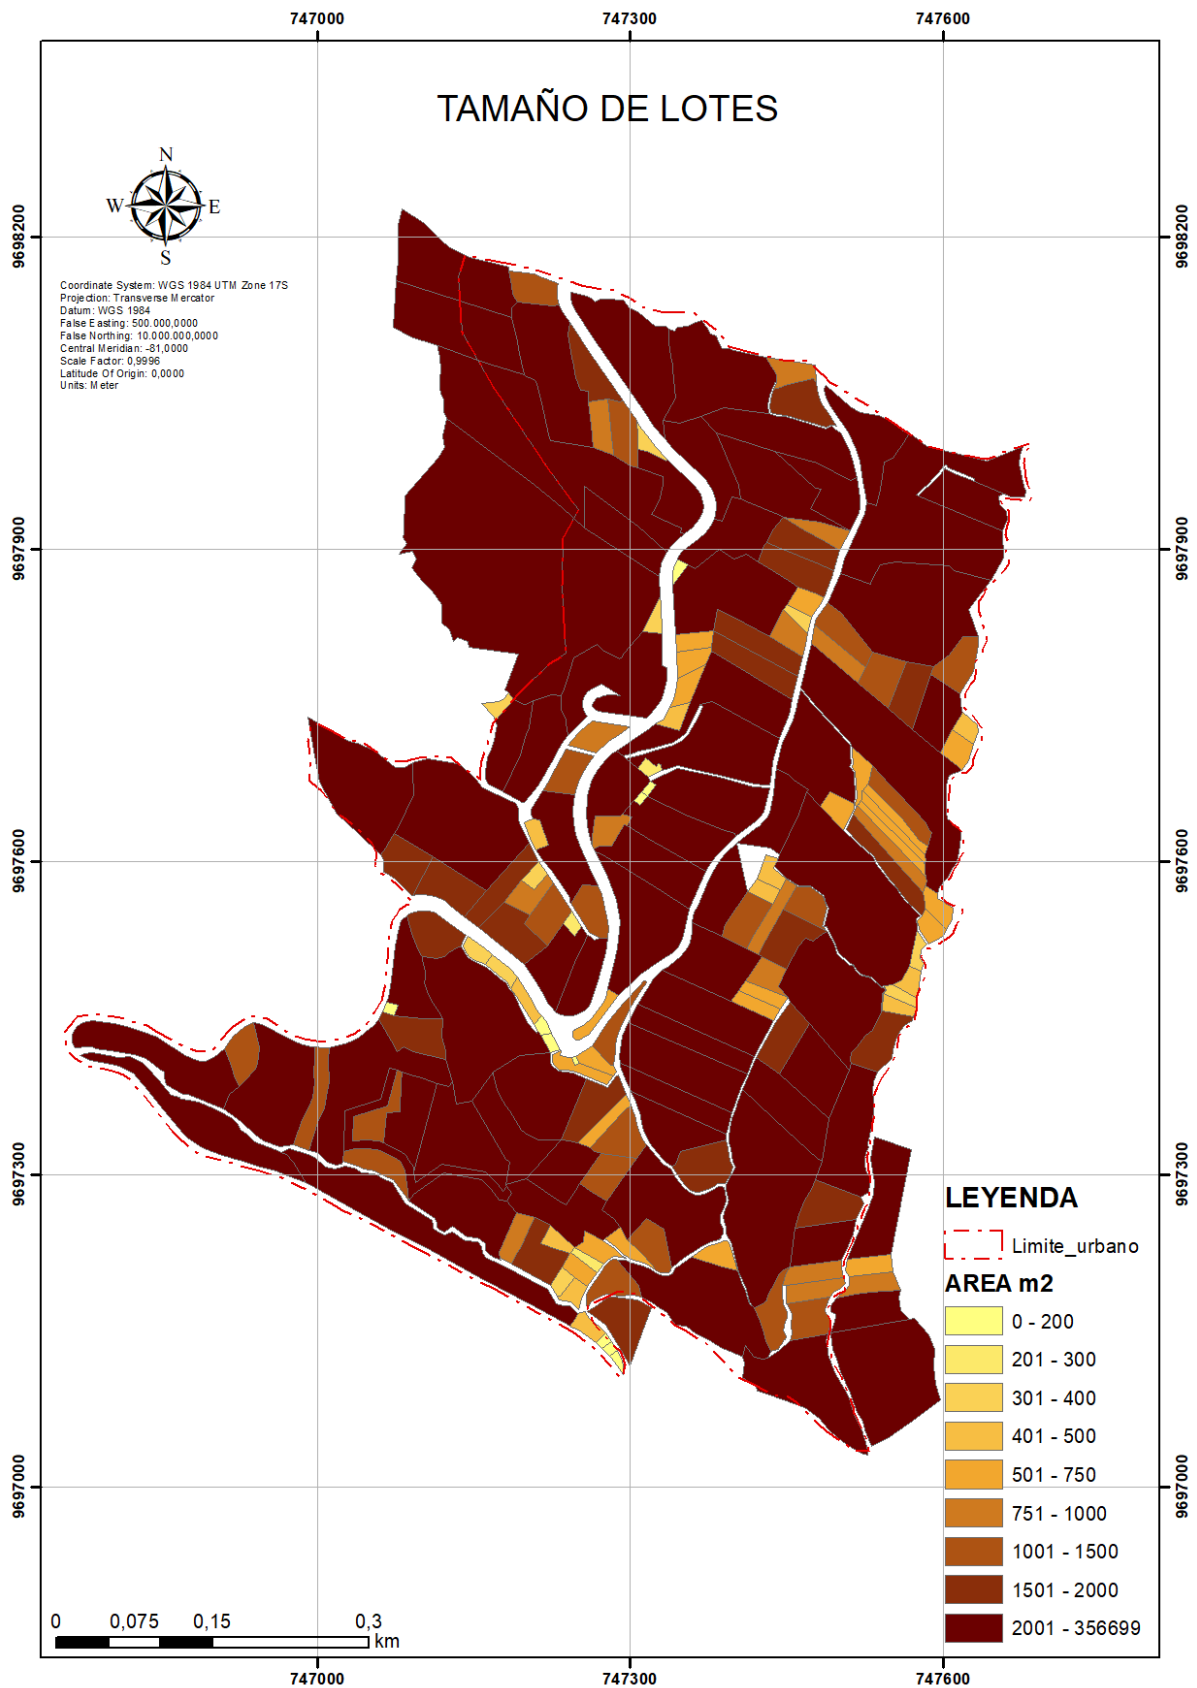 747000 747300 747600
TAMAÑO DE LOTES
N
W E
S
Coordinate System: WGS 1984 UTM Zone 17S
Projection: Transverse Mercator
Datum: WGS 1984
False Easting: 500.000,0000
False Northing: 10.000.000,0000
Central Meridian: -81,0000
Scale Factor: 0,9996
Latitude Of Origin: 0,0000
Units: Meter
9698200 9698200
9697900 9697900
9697600 9697600
9697300 9697300
9697000 9697000
LEYENDA
Limite_urbano
AREA m2
0 - 200
201 - 300
301 - 400
401 - 500
501 - 750
751 - 1000
1001 - 1500
1501 - 2000
2001 - 356699
0 0,075 0,15 0,3
km
747000 747300 747600